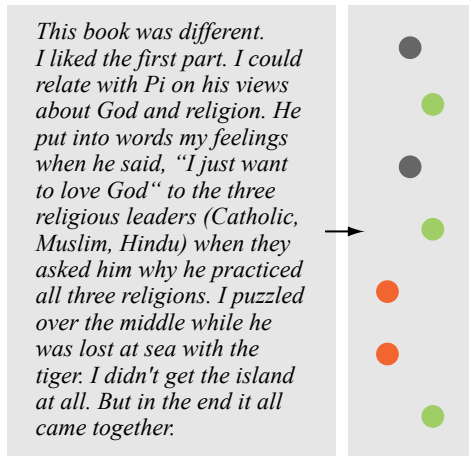 This book was different.
I liked the first part. I could
relate with Pi on his views
about God and religion. He
put into words my feelings
when he said, “I just want
to love God“ to the three
religious leaders (Catholic,
Muslim, Hindu) when they
asked him why he practiced
all three religions. I puzzled
over the middle while he
was lost at sea with the
tiger. I didn't get the island
at all. But in the end it all
came together.